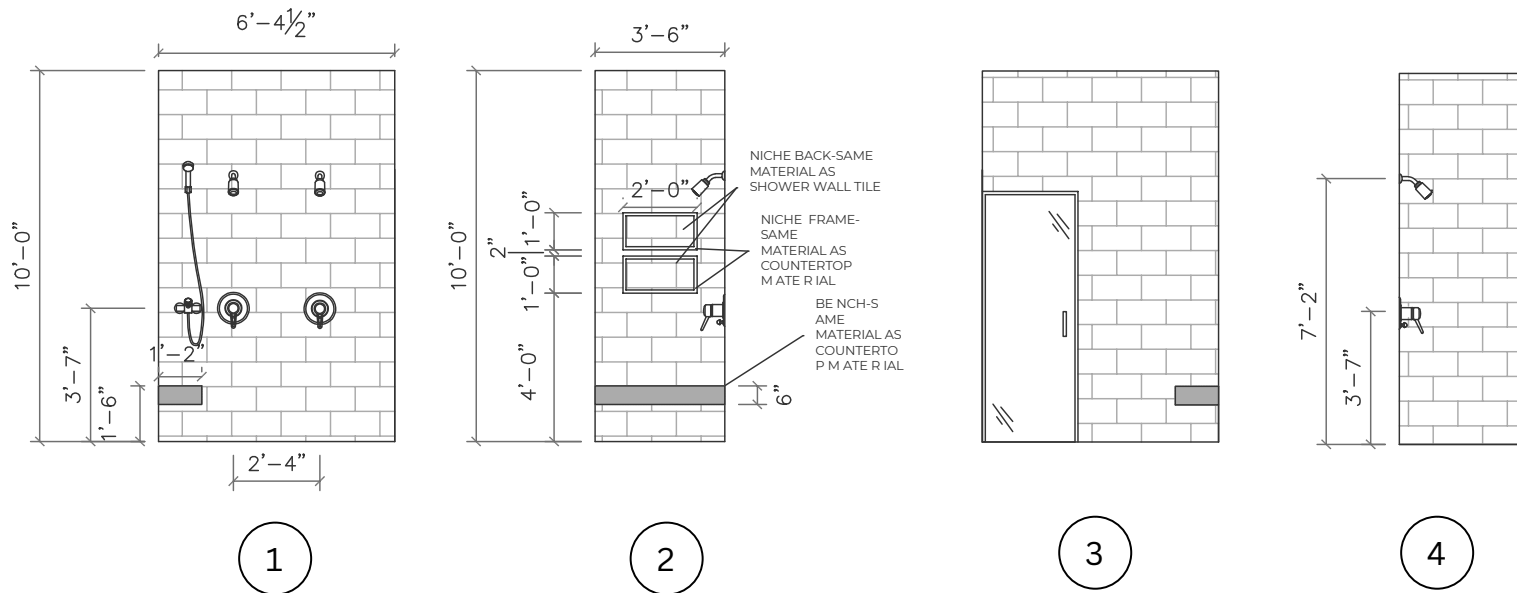 6'-4½"
10'-0"
3'-7"
1'-2"
1'-6"
2'-4"
1
3'-6"
10'-0"
2'-0"
1'-0"
2"
1'-0"
4'-0"
6"
NICHE BACK-SAME
MATERIAL AS
SHOWER WALL TILE
NICHE FRAME-
SAME
MATERIAL AS
COUNTERTOP
M ATE R IAL
BE NCH-S
AME
MATERIAL AS
COUNTERTO
P M ATE R IAL
2
3
7'-2"
3'-7"
4